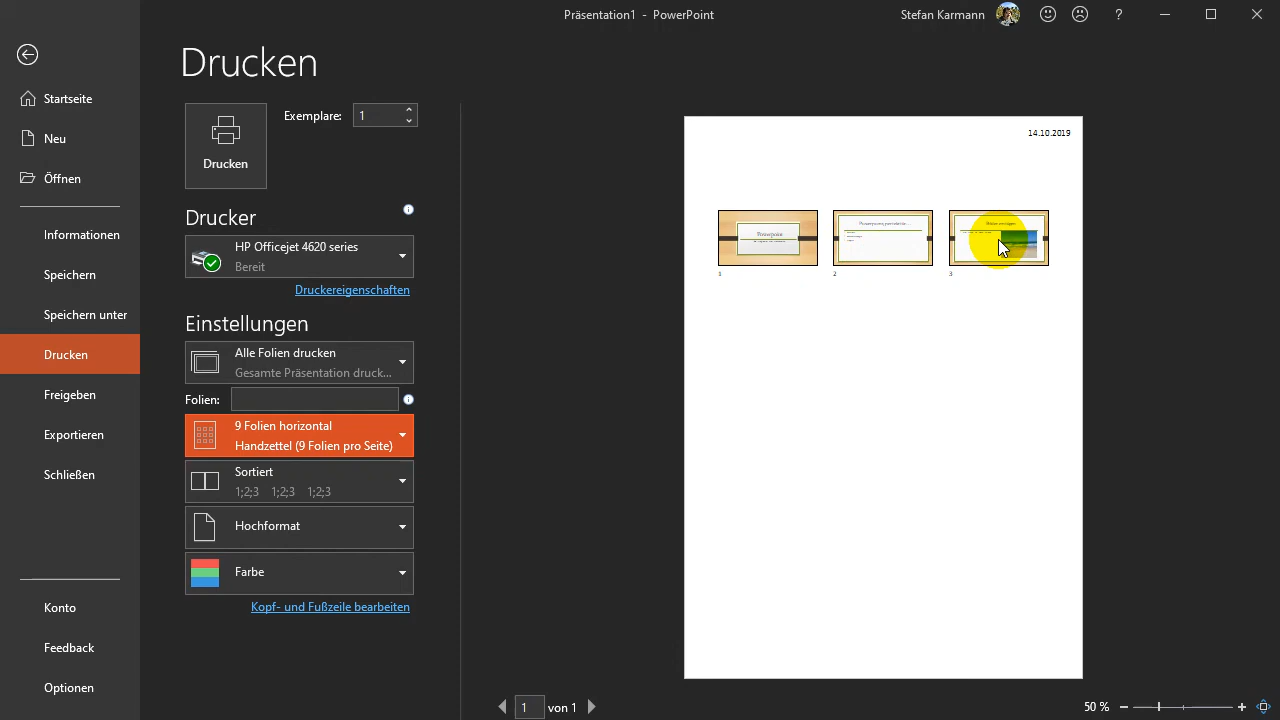 Präsentation1 - PowerPoint
Stefan Karmann
?
Drucken
Startseite
Neu
Öffnen
Informationen
Speichern
Speichern unter
Drucken
Freigeben
Exportieren
Schließen
Konto
Feedback
Optionen
Drucken
Exemplare: 1
Drucker
HP Officejet 4620 series
Bereit
Druckereigenschaften
Einstellungen
Alle Folien drucken
Gesamte Präsentation druck...
Folien:
9 Folien horizontal
Handzettel (9 Folien pro Seite)
Sortiert
1;2;3 1;2;3 1;2;3
Hochformat
Farbe
Kopf- und Fußzeile bearbeiten
14.10.2019
Powerpoint
1
2
3
1 von 1
50 %